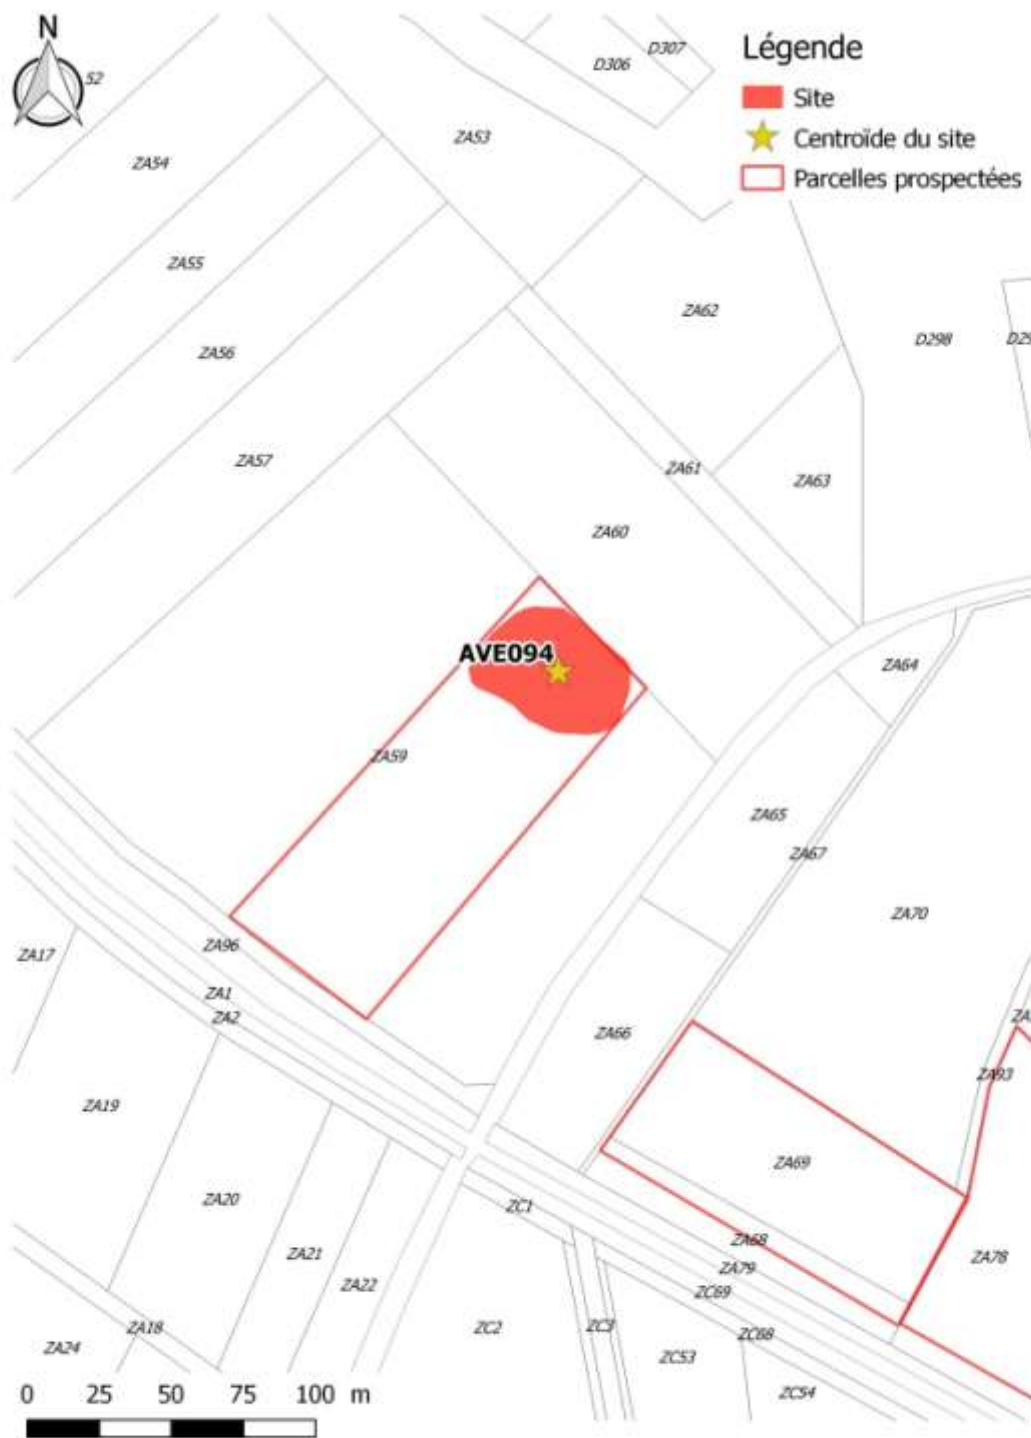 N
Légende
Site
Centroïde du site
Parcelles prospectées
52
D306
D307
ZA53
ZA54
ZA55
ZA56
ZA57
ZA62
D298
ZA61
ZA63
ZA60
AVE094
ZA64
ZA59
ZA65
ZA67
ZA70
ZA17
ZA96
ZA1
ZA2
ZA66
ZA93
ZA19
ZA69
ZA20
ZC1
ZA21
ZA68
ZA79
ZA78
ZA22
ZC69
ZA18
ZC2
ZC3
ZC68
ZA24
ZC53
ZC54
0 25 50 75 100 m